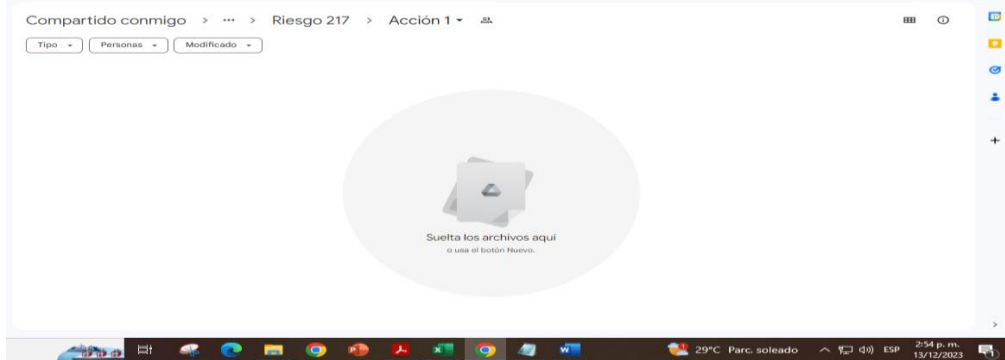 Compartido conmigo > ... > Riesgo 217 > Acción 1
Tipo Personas Modificado
Suelta los archivos aquí
o usa el botón Nuevo.
29°C Parc. soleado ESP 2:54 p. m.
13/12/2023